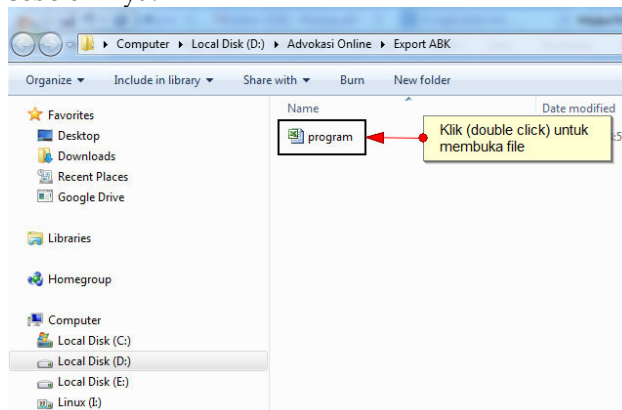 Computer ▸ Local Disk (D:) ▸ Advokasi Online ▸ Export ABK
Organize Include in library Share with Burn New folder
Name Date modified
Favorites
Desktop
Downloads
Recent Places
Google Drive
program
Klik (double click) untuk
membuka file
Libraries
Homegroup
Computer
Local Disk (C:)
Local Disk (D:)
Local Disk (E:)
Linux (I:)